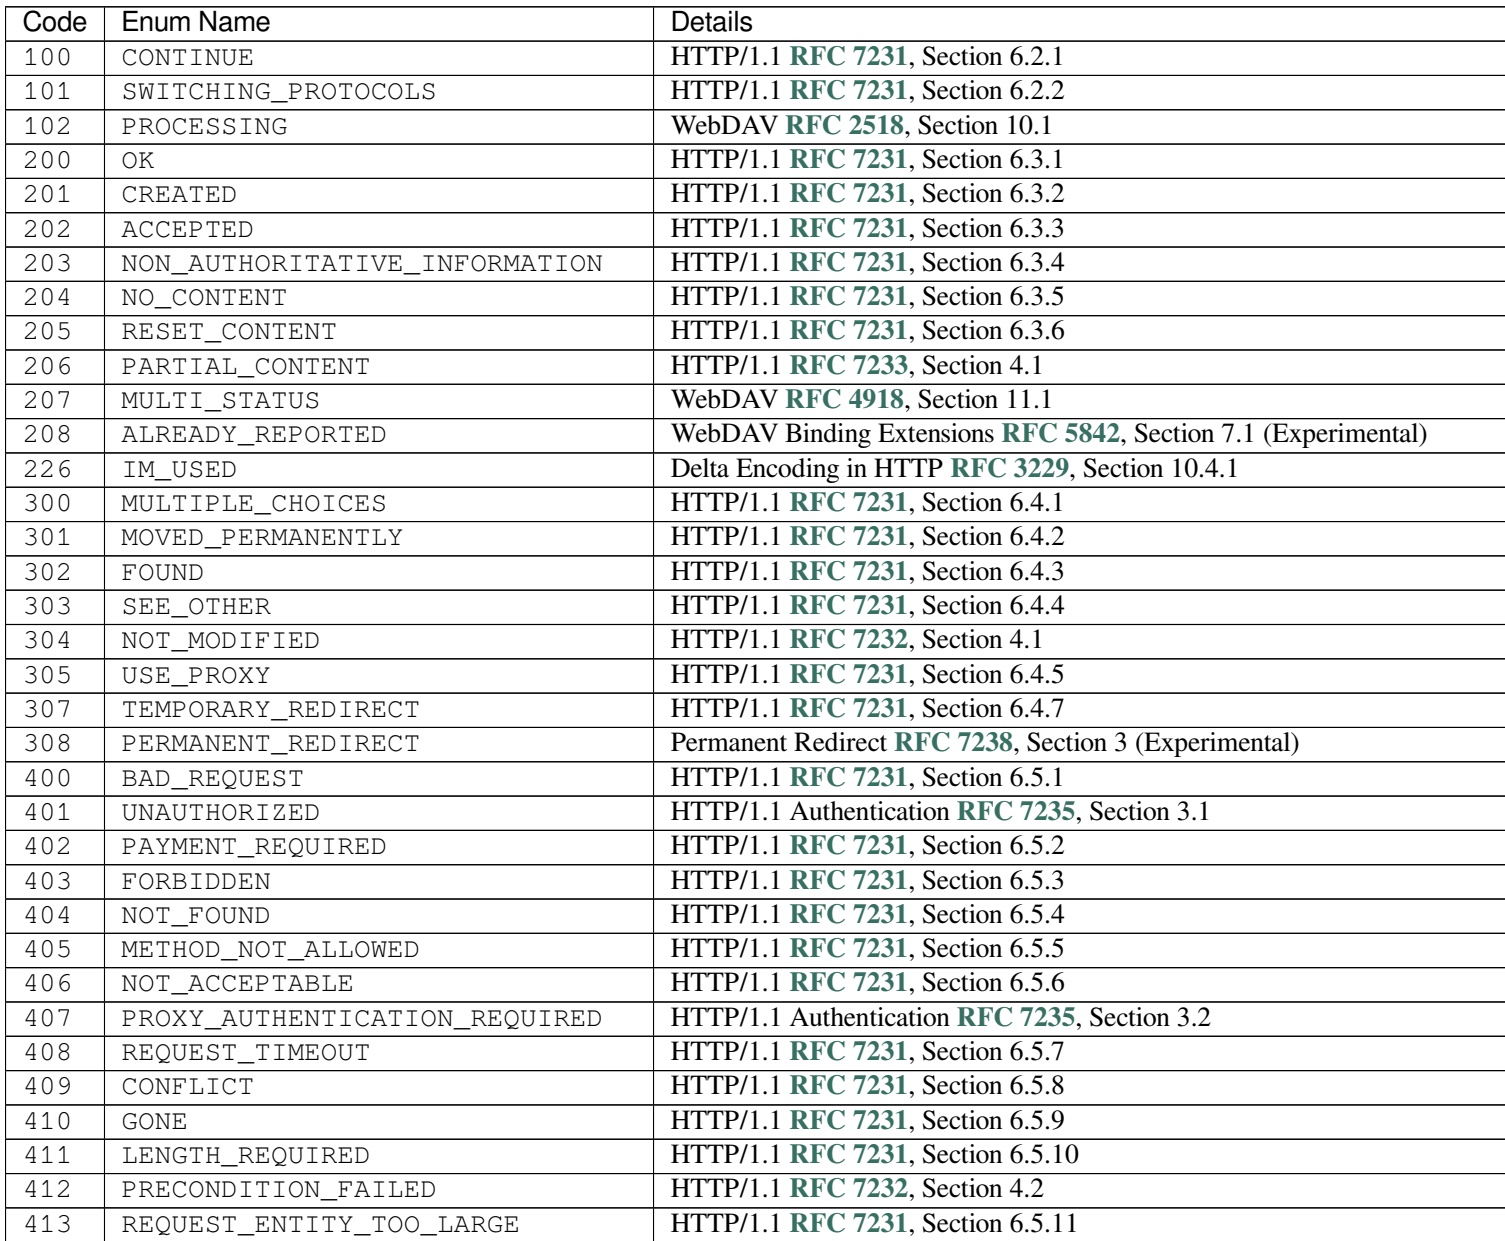 Code Enum Name Details
100 CONTINUE HTTP/1.1 RFC 7231, Section 6.2.1
101 SWITCHING_PROTOCOLS HTTP/1.1 RFC 7231, Section 6.2.2
102 PROCESSING WebDAV RFC 2518, Section 10.1
200 OK HTTP/1.1 RFC 7231, Section 6.3.1
201 CREATED HTTP/1.1 RFC 7231, Section 6.3.2
202 ACCEPTED HTTP/1.1 RFC 7231, Section 6.3.3
203 NON_AUTHORITATIVE_INFORMATION HTTP/1.1 RFC 7231, Section 6.3.4
204 NO_CONTENT HTTP/1.1 RFC 7231, Section 6.3.5
205 RESET_CONTENT HTTP/1.1 RFC 7231, Section 6.3.6
206 PARTIAL_CONTENT HTTP/1.1 RFC 7233, Section 4.1
207 MULTI_STATUS WebDAV RFC 4918, Section 11.1
208 ALREADY_REPORTED WebDAV Binding Extensions RFC 5842, Section 7.1 (Experimental)
226 IM_USED Delta Encoding in HTTP RFC 3229, Section 10.4.1
300 MULTIPLE_CHOICES HTTP/1.1 RFC 7231, Section 6.4.1
301 MOVED_PERMANENTLY HTTP/1.1 RFC 7231, Section 6.4.2
302 FOUND HTTP/1.1 RFC 7231, Section 6.4.3
303 SEE_OTHER HTTP/1.1 RFC 7231, Section 6.4.4
304 NOT_MODIFIED HTTP/1.1 RFC 7232, Section 4.1
305 USE_PROXY HTTP/1.1 RFC 7231, Section 6.4.5
307 TEMPORARY_REDIRECT HTTP/1.1 RFC 7231, Section 6.4.7
308 PERMANENT_REDIRECT Permanent Redirect RFC 7238, Section 3 (Experimental)
400 BAD_REQUEST HTTP/1.1 RFC 7231, Section 6.5.1
401 UNAUTHORIZED HTTP/1.1 Authentication RFC 7235, Section 3.1
402 PAYMENT_REQUIRED HTTP/1.1 RFC 7231, Section 6.5.2
403 FORBIDDEN HTTP/1.1 RFC 7231, Section 6.5.3
404 NOT_FOUND HTTP/1.1 RFC 7231, Section 6.5.4
405 METHOD_NOT_ALLOWED HTTP/1.1 RFC 7231, Section 6.5.5
406 NOT_ACCEPTABLE HTTP/1.1 RFC 7231, Section 6.5.6
407 PROXY_AUTHENTICATION_REQUIRED HTTP/1.1 Authentication RFC 7235, Section 3.2
408 REQUEST_TIMEOUT HTTP/1.1 RFC 7231, Section 6.5.7
409 CONFLICT HTTP/1.1 RFC 7231, Section 6.5.8
410 GONE HTTP/1.1 RFC 7231, Section 6.5.9
411 LENGTH_REQUIRED HTTP/1.1 RFC 7231, Section 6.5.10
412 PRECONDITION_FAILED HTTP/1.1 RFC 7232, Section 4.2
413 REQUEST_ENTITY_TOO_LARGE HTTP/1.1 RFC 7231, Section 6.5.11